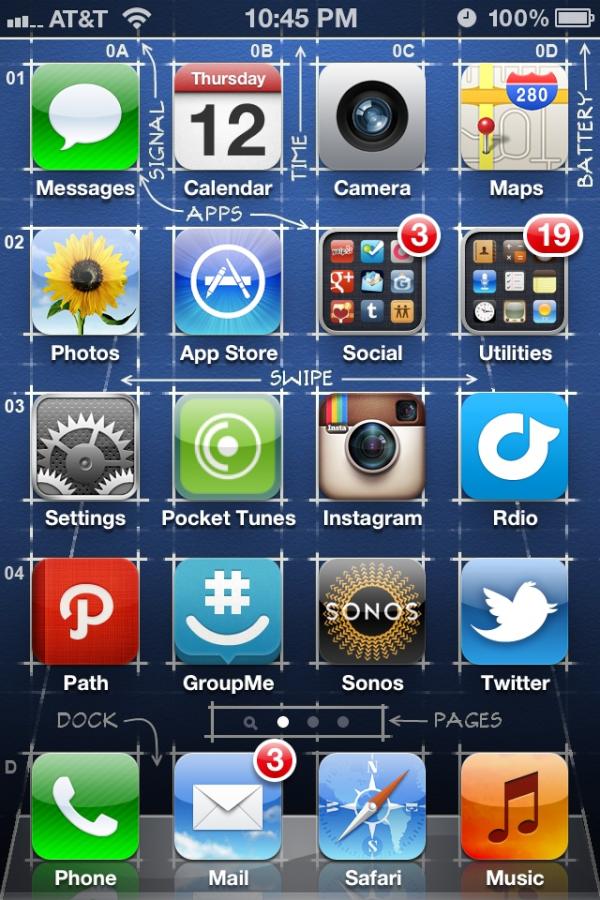 AT&T 10:45 PM 100%
0A 0B 0C 0D
01
SIGNAL
TIME
BATTERY
Thursday
12
280
Messages Calendar Camera Maps
APPS
02
3 19
Photos App Store Social Utilities
SWIPE
03
Insta
Settings Pocket Tunes Instagram Rdio
04
SONOS
Path GroupMe Sonos Twitter
DOCK PAGES
D
3
Phone Mail Safari Music